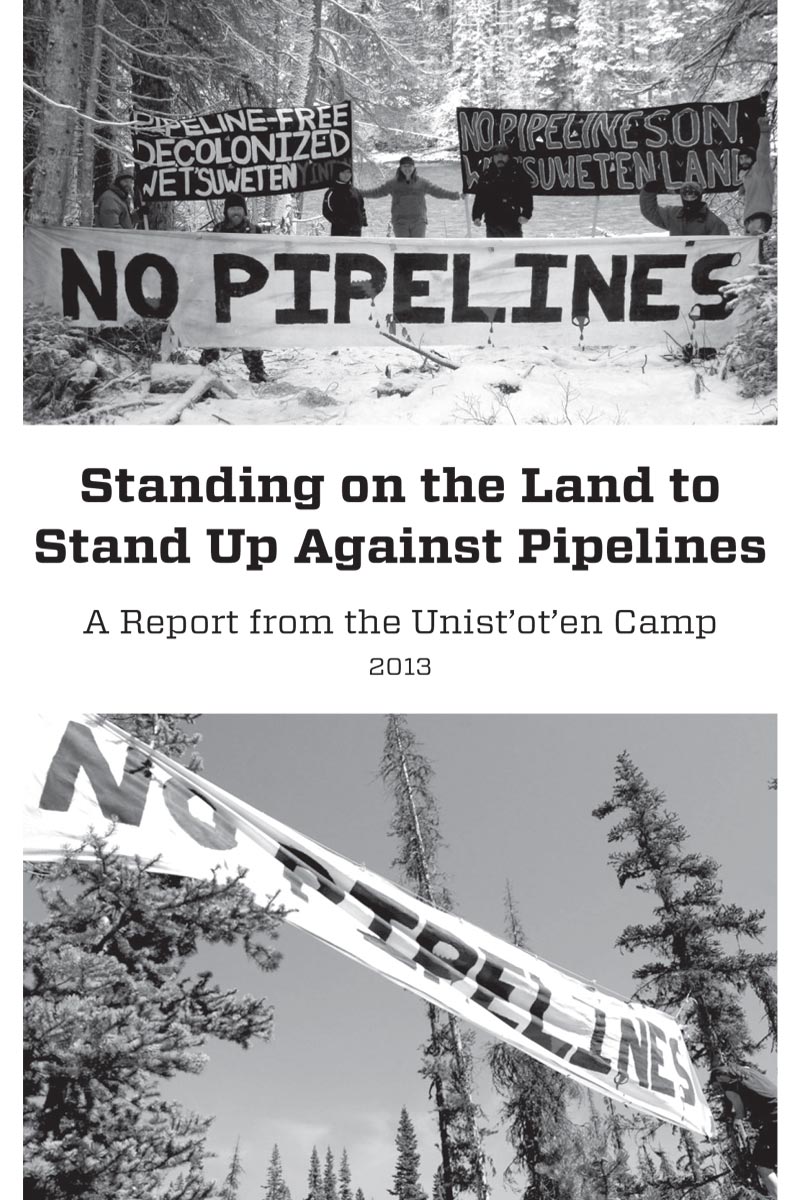 PIPELINE-FREE
DECOLONIZED
WET'SUWET'EN YINTAH
NO PIPELINES ON
WET'SUWET'EN LAND
NO PIPELINES
Standing on the Land to
Stand Up Against Pipelines
A Report from the Unist’ot’en Camp
2013
NO PIPELINES